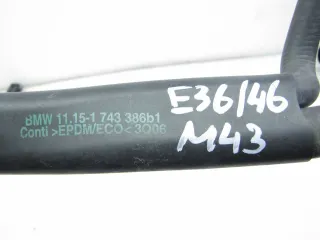 BMW 11.15-1 743 386b1
Conti >EPDM/ECO< 3Q06
E36/46
M43